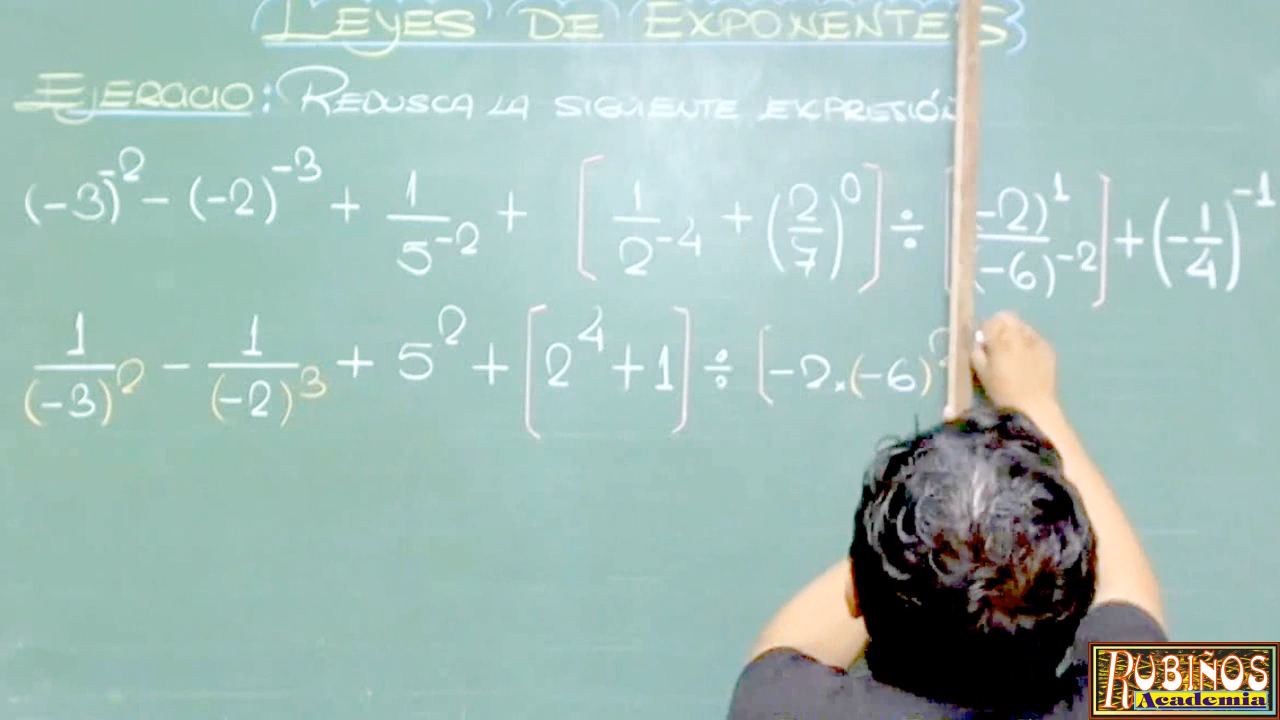 LEYES DE EXPONENTES
EJERCICIO: REDUSCA LA SIGUIENTE EXPRESIÓN
(-3)^-2 - (-2)^-3 + 1/5^-2 + [1/2^-4 + (2/7)^0] ÷ [(-2)^1/(-6)^-2] + (-1/4)^-1
1/(-3)^2 - 1/(-2)^3 + 5^2 + [2^4 + 1] ÷ [-2 × (-6)^2
RUBIÑOS
Academia